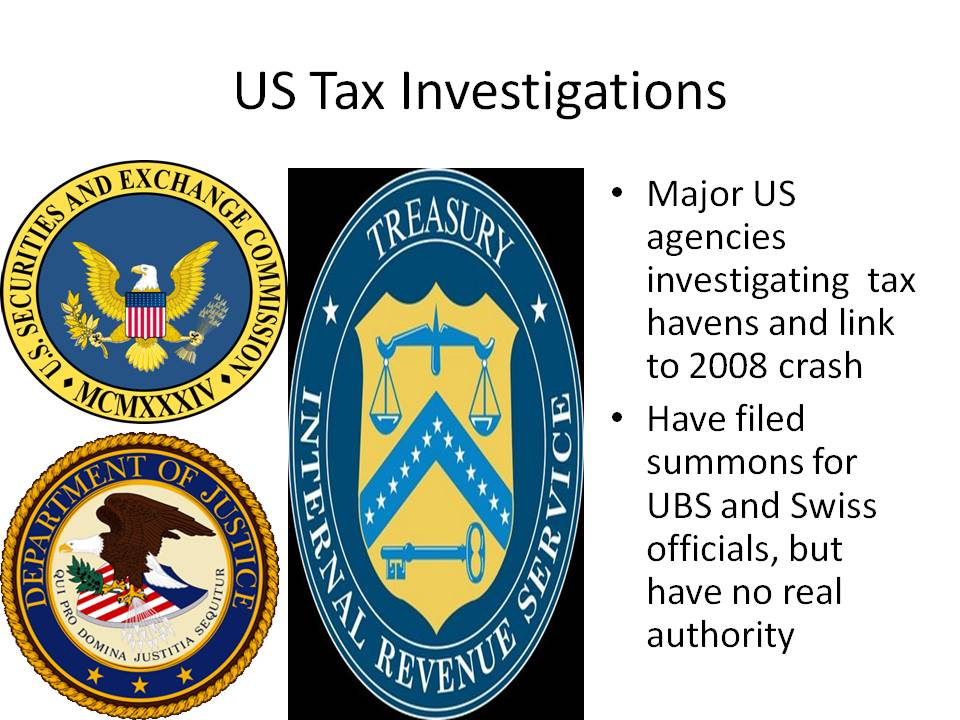 US Tax Investigations
U.S. SECURITIES AND EXCHANGE COMMISSION
MCMXXXIV
DEPARTMENT OF JUSTICE
QUI PRO DOMINA JUSTITIA SEQUITUR
TREASURY
INTERNAL REVENUE SERVICE
• Major US
agencies
investigating tax
havens and link
to 2008 crash
• Have filed
summons for
UBS and Swiss
officials, but
have no real
authority